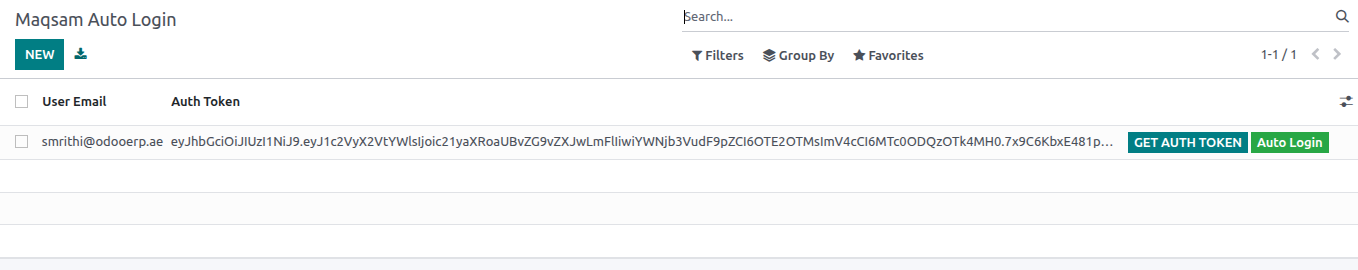 Maqsam Auto Login
Search...
NEW
Filters Group By Favorites 1-1 / 1
User Email Auth Token
smrithi@odooerp.ae eyJhbGciOiJIUzI1NiJ9.eyJ1c2VyX2VtYWlsIjoic21yaXRoaUBvZG9vZXJwLmFlIiwiYWNjb3VudF9pZCI6OTE2OTMsImV4cCI6MTc0ODQzOTk4MH0.7x9C6KbxE481p... GET AUTH TOKEN Auto Login